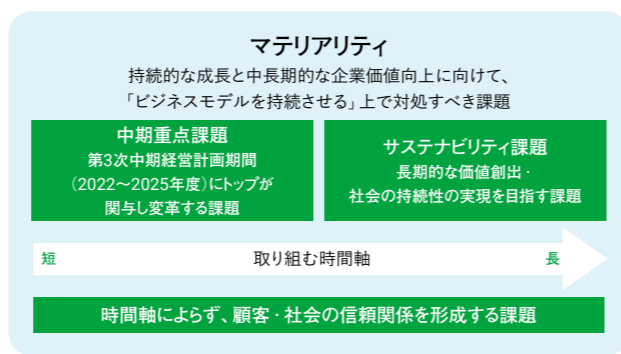 マテリアリティ
持続的な成長と中長期的な企業価値向上に向けて、
「ビジネスモデルを持続させる」上で対処すべき課題
中期重点課題
第3次中期経営計画期間
（2022〜2025年度）にトップが
関与し変革する課題
サステナビリティ課題
長期的な価値創出・
社会の持続性の実現を目指す課題
短 取り組む時間軸 長
時間軸によらず、顧客・社会の信頼関係を形成する課題